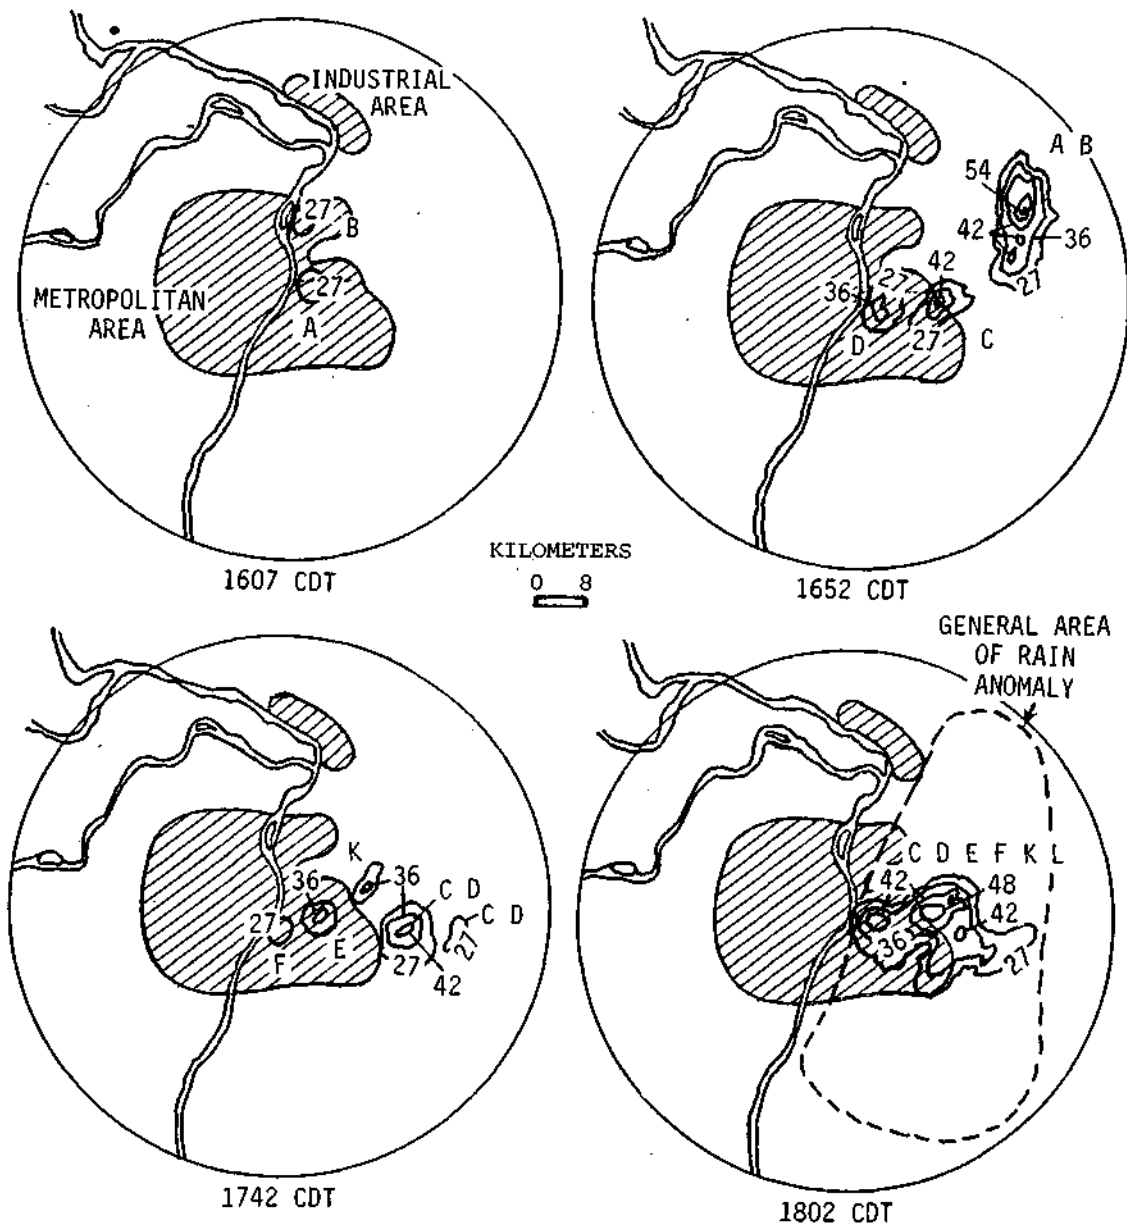 INDUSTRIAL
AREA
27
B
27
METROPOLITAN
AREA
A
1607 CDT
A B
54
42
36
27
42
27
36
27
D
C
1652 CDT
KILOMETERS
0 8
K
36
36
C D
C D
27
27
E
F
27
42
1742 CDT
GENERAL AREA
OF RAIN
ANOMALY
C D E F K L
42
48
42
36
27
1802 CDT